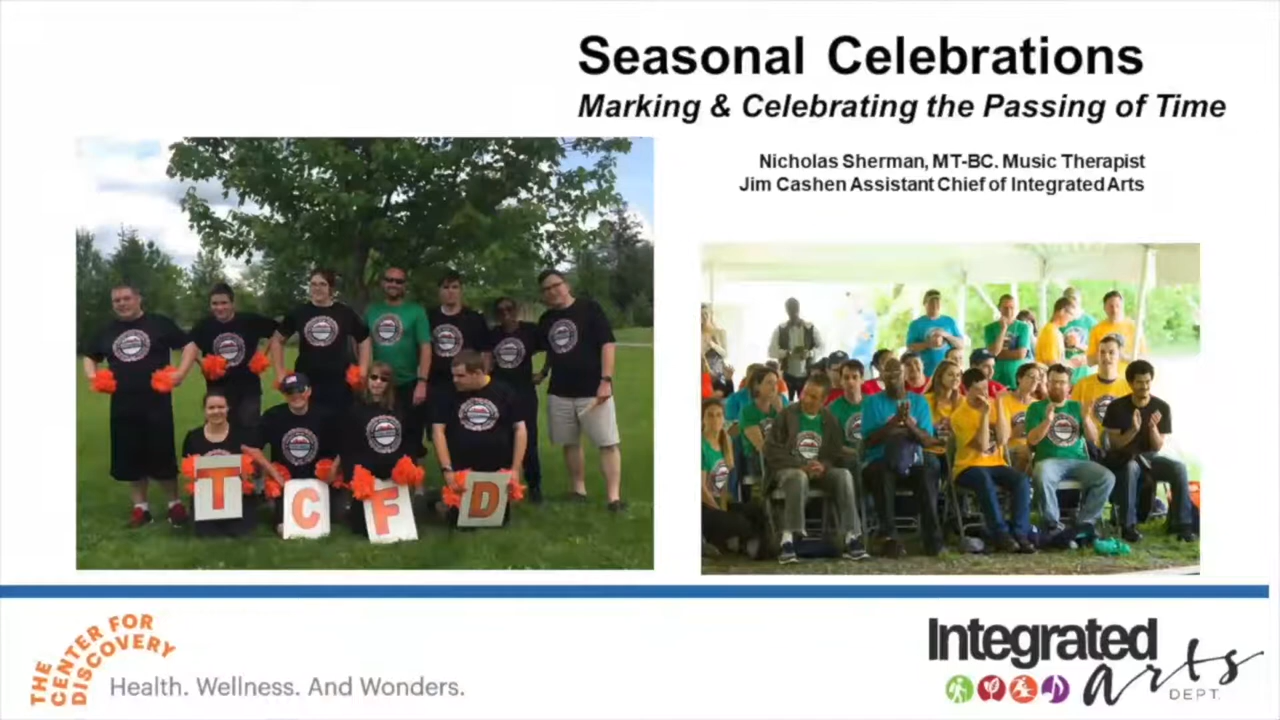 Seasonal Celebrations
Marking & Celebrating the Passing of Time
Nicholas Sherman, MT-BC. Music Therapist
Jim Cashen Assistant Chief of Integrated Arts
T C F D
THE CENTER FOR DISCOVERY
Health. Wellness. And Wonders.
Integrated
arts
DEPT.